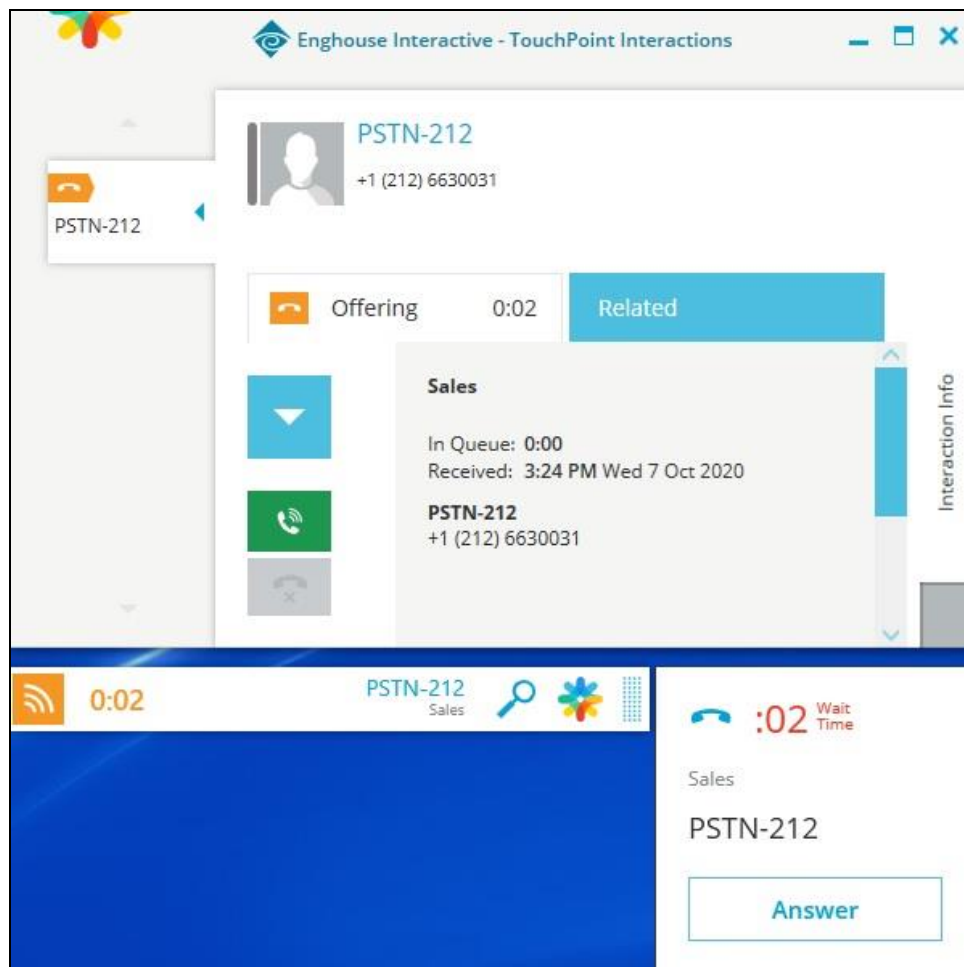 Enghouse Interactive - TouchPoint Interactions
PSTN-212
+1 (212) 6630031
PSTN-212
Offering 0:02 Related
Sales
In Queue: 0:00
Received: 3:24 PM Wed 7 Oct 2020
PSTN-212
+1 (212) 6630031
Interaction Info
0:02 PSTN-212
Sales
:02 Wait
Time
Sales
PSTN-212
Answer